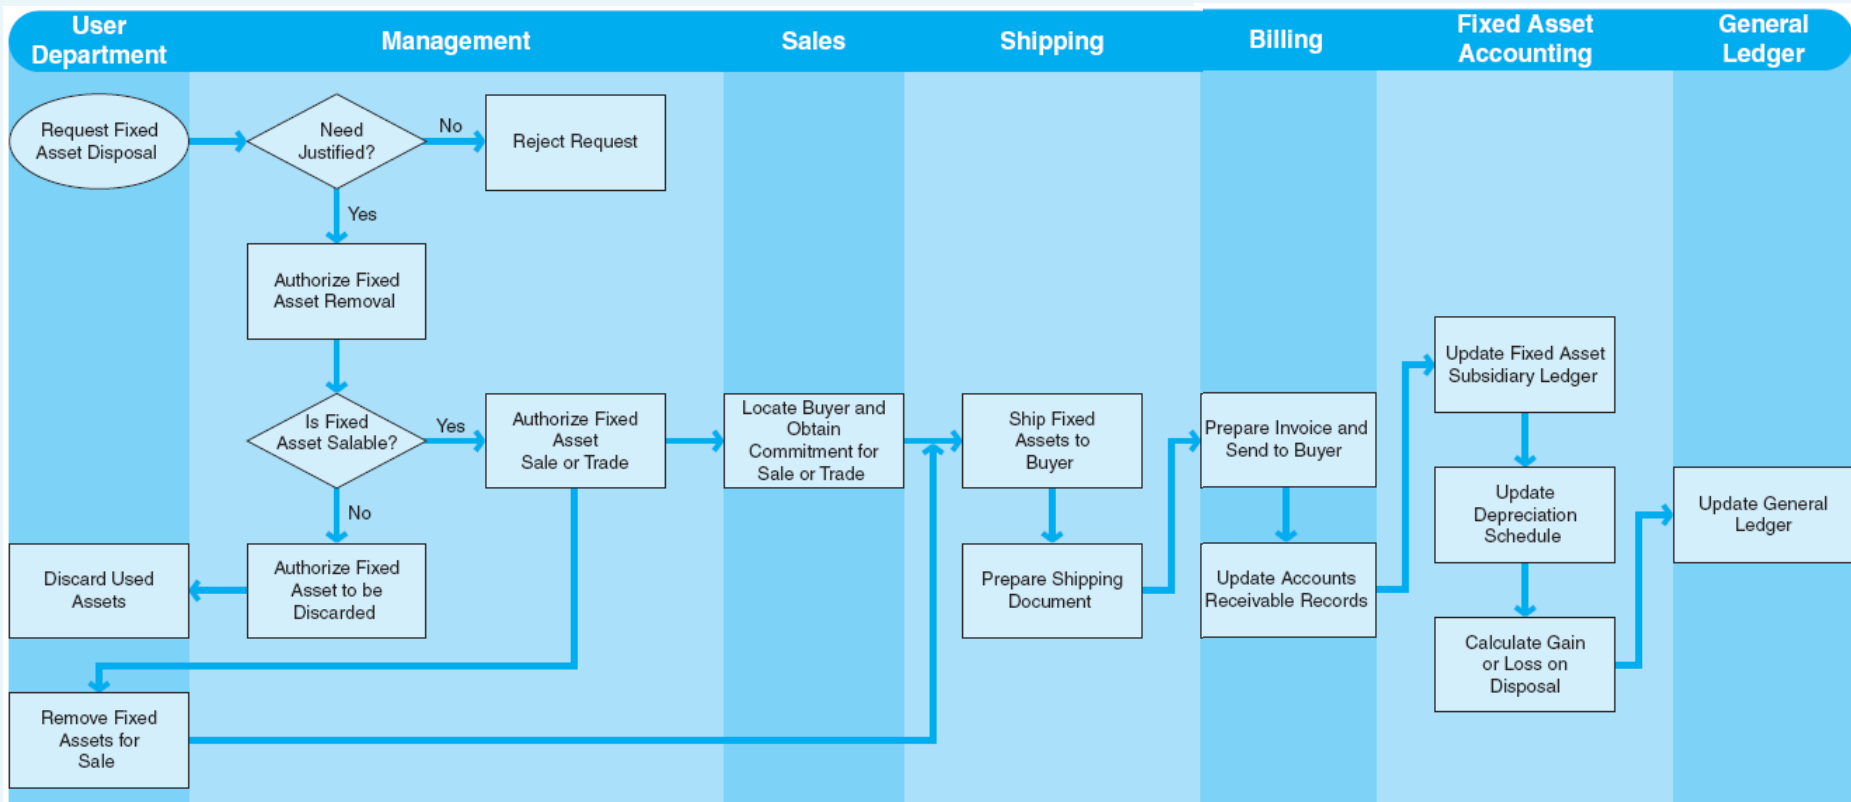 User
Department
Management
Sales
Shipping
Billing
Fixed Asset
Accounting
General
Ledger
Request Fixed
Asset Disposal
Need
Justified?
No
Reject Request
Yes
Authorize Fixed
Asset Removal
Is Fixed
Asset Salable?
Yes
Authorize Fixed
Asset
Sale or Trade
Locate Buyer and
Obtain
Commitment for
Sale or Trade
Ship Fixed
Assets to
Buyer
Prepare Invoice and
Send to Buyer
Update Fixed Asset
Subsidiary Ledger
No
Update
Depreciation
Schedule
Update General
Ledger
Discard Used
Assets
Authorize Fixed
Asset to be
Discarded
Prepare Shipping
Document
Update Accounts
Receivable Records
Calculate Gain
or Loss on
Disposal
Remove Fixed
Assets for
Sale